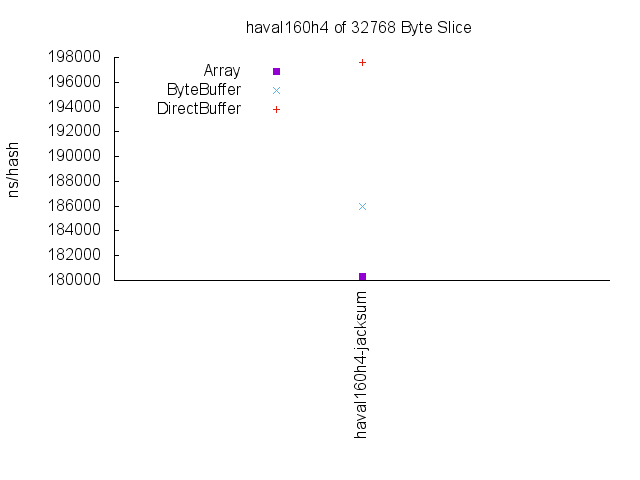 haval160h4 of 32768 Byte Slice
198000
196000
194000
192000
190000
188000
186000
184000
182000
180000
ns/hash
Array
ByteBuffer
DirectBuffer
haval160h4-jacksum